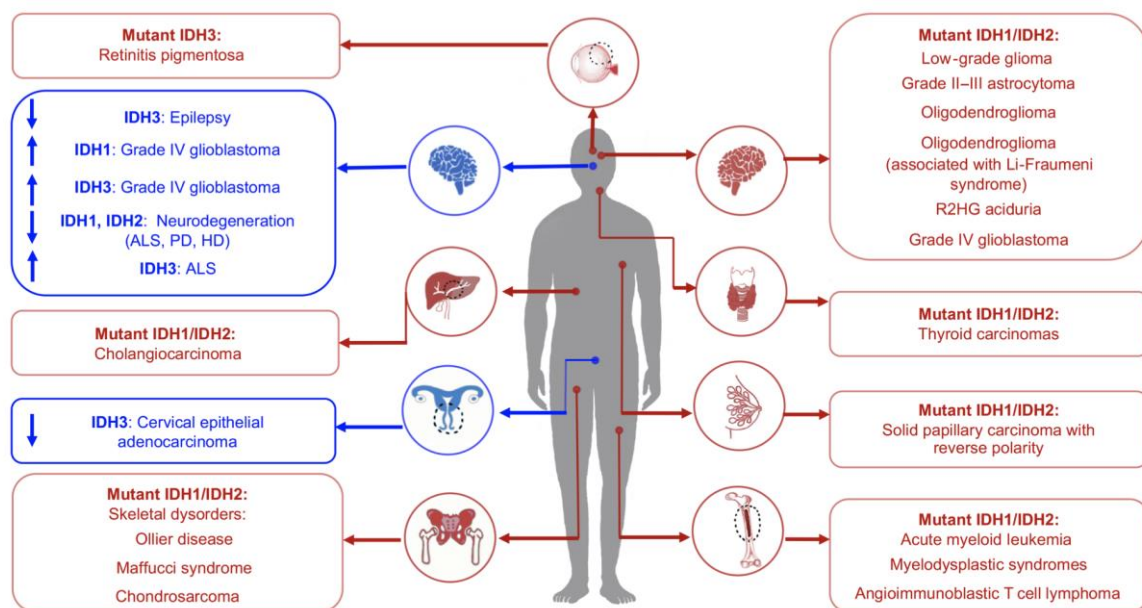 Mutant IDH3:
Retinitis pigmentosa
IDH3: Epilepsy
IDH1: Grade IV glioblastoma
IDH3: Grade IV glioblastoma
IDH1, IDH2: Neurodegeneration
(ALS, PD, HD)
IDH3: ALS
Mutant IDH1/IDH2:
Cholangiocarcinoma
IDH3: Cervical epithelial
adenocarcinoma
Mutant IDH1/IDH2:
Skeletal dysorders:
Ollier disease
Maffucci syndrome
Chondrosarcoma
Mutant IDH1/IDH2:
Low-grade glioma
Grade II–III astrocytoma
Oligodendroglioma
Oligodendroglioma
(associated with Li-Fraumeni
syndrome)
R2HG aciduria
Grade IV glioblastoma
Mutant IDH1/IDH2:
Thyroid carcinomas
Mutant IDH1/IDH2:
Solid papillary carcinoma with
reverse polarity
Mutant IDH1/IDH2:
Acute myeloid leukemia
Myelodysplastic syndromes
Angioimmunoblastic T cell lymphoma